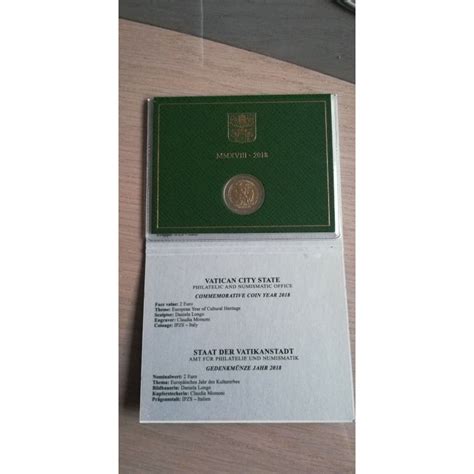 MMXVIII - 2018
VATICAN CITY STATE
PHILATELIC AND NUMISMATIC OFFICE
COMMEMORATIVE COIN YEAR 2018
Face value: 2 Euro
Theme: European Year of Cultural Heritage
Sculptor: Daniela Longo
Engraver: Claudia Momoni
Coinage: IPZS – Italy
STAAT DER VATIKANSTADT
AMT FÜR PHILATELIE UND NUMISMATIK
GEDENKMÜNZE JAHR 2018
Nominalwert: 2 Euro
Thema: Europäisches Jahr des Kulturerbes
Bildhauerin: Daniela Longo
Kupferstecherin: Claudia Momoni
Prägeanstalt: IPZS – Italien